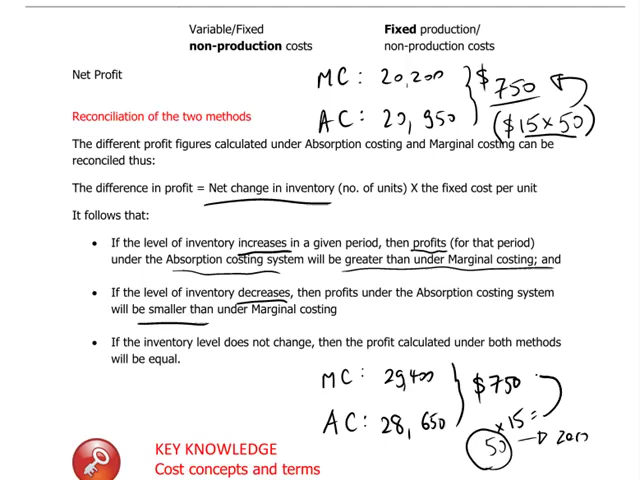 Variable/Fixed Fixed production/
non-production costs non-production costs
Net Profit MC: 20,200 $750
Reconciliation of the two methods AC: 20,950 ($15x50)
The different profit figures calculated under Absorption costing and Marginal costing can be
reconciled thus:
The difference in profit = Net change in inventory (no. of units) X the fixed cost per unit
It follows that:
• If the level of inventory increases in a given period, then profits (for that period)
under the Absorption costing system will be greater than under Marginal costing; and
• If the level of inventory decreases, then profits under the Absorption costing system
will be smaller than under Marginal costing
• If the inventory level does not change, then the profit calculated under both methods
will be equal.
MC: 29,400 $750
AC: 28,650 x 15 =
50 → zero
KEY KNOWLEDGE
Cost concepts and terms